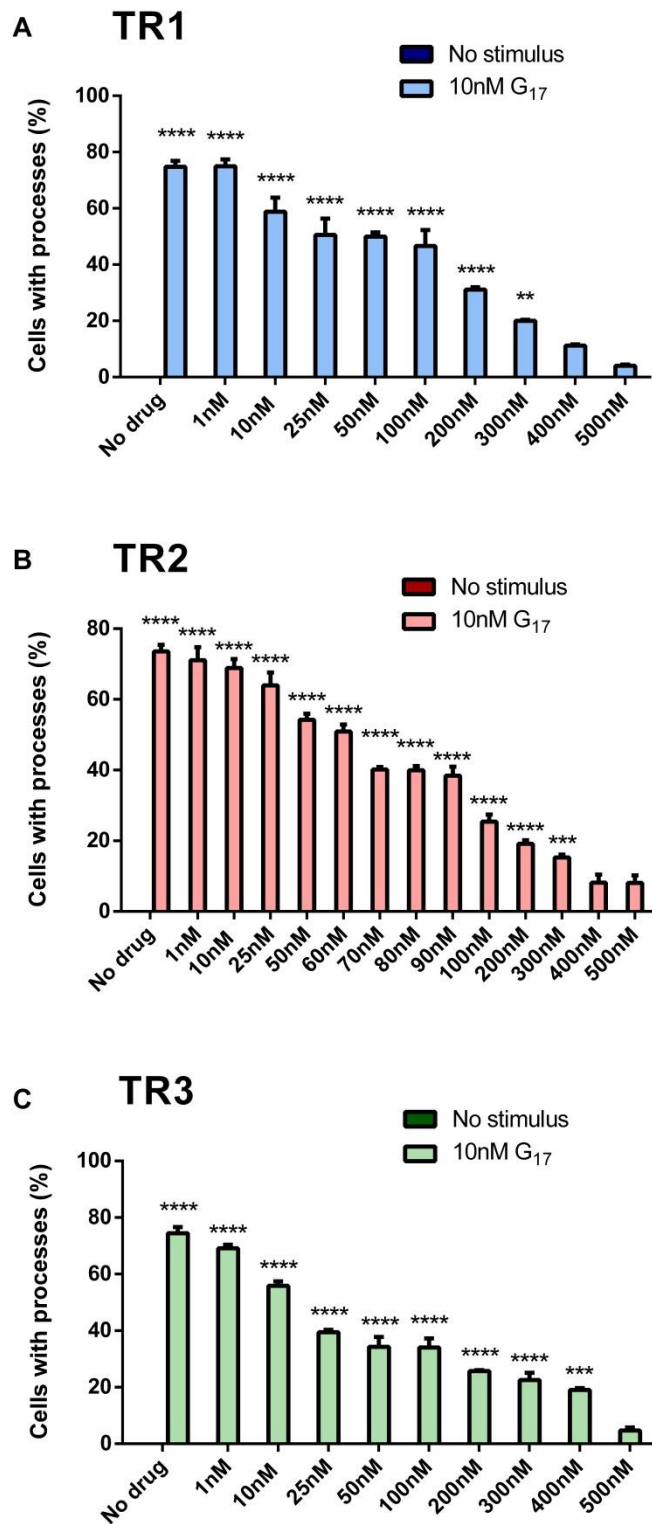 A TR1
No stimulus
10nM G₁₇
Cells with processes (%)
100
80
60
40
20
0
**** **** **** **** **** **** **** **
No drug 1nM 10nM 25nM 50nM 100nM 200nM 300nM 400nM 500nM
B TR2
No stimulus
10nM G₁₇
Cells with processes (%)
80
60
40
20
0
**** **** **** **** **** **** **** **** **** **** **** ***
No drug 1nM 10nM 25nM 50nM 60nM 70nM 80nM 90nM 100nM 200nM 300nM 400nM 500nM
C TR3
No stimulus
10nM G₁₇
Cells with processes (%)
100
80
60
40
20
0
**** **** **** **** **** **** **** **** ***
No drug 1nM 10nM 25nM 50nM 100nM 200nM 300nM 400nM 500nM